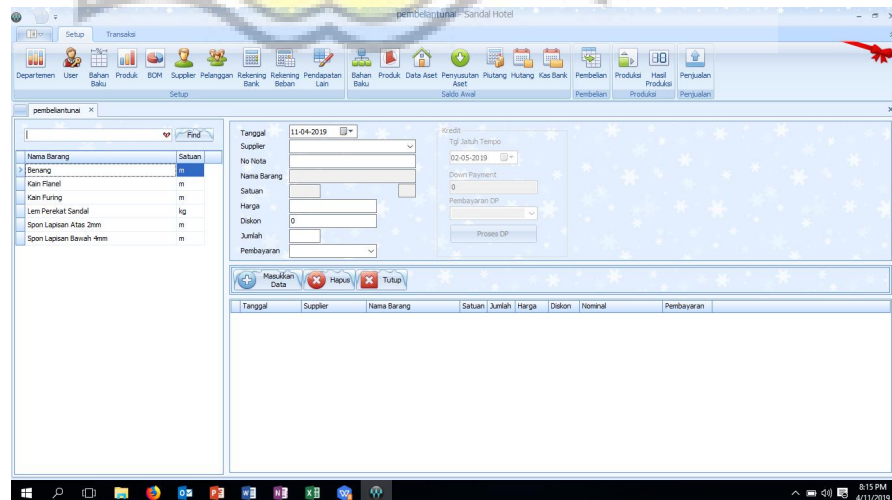 pembeliantunai - Sandal Hotel
Setup Transaksi
Departemen User Bahan Baku Produk BOM Supplier Pelanggan Rekening Bank Rekening Beban Pendapatan Lain Bahan Baku Produk Data Aset Penyusutan Aset Piutang Hutang Kas Bank Pembelian Produksi Hasil Produksi Penjualan
Setup Saldo Awal Pembelian Produksi Penjualan
pembeliantunai ×
Find
Nama Barang Satuan
Benang m
Kain Flanel m
Kain Furing m
Lem Perekat Sandal kg
Spon Lapisan Atas 2mm m
Spon Lapisan Bawah 4mm m
Tanggal 11-04-2019
Supplier
No Nota
Nama Barang
Satuan
Harga
Diskon 0
Jumlah
Pembayaran
Kredit
Tgl Jatuh Tempo
02-05-2019
Down Payment
0
Pembayaran DP
Proses DP
Masukkan Data Hapus Tutup
Tanggal Supplier Nama Barang Satuan Jumlah Harga Diskon Nominal Pembayaran
8:15 PM
4/11/2019